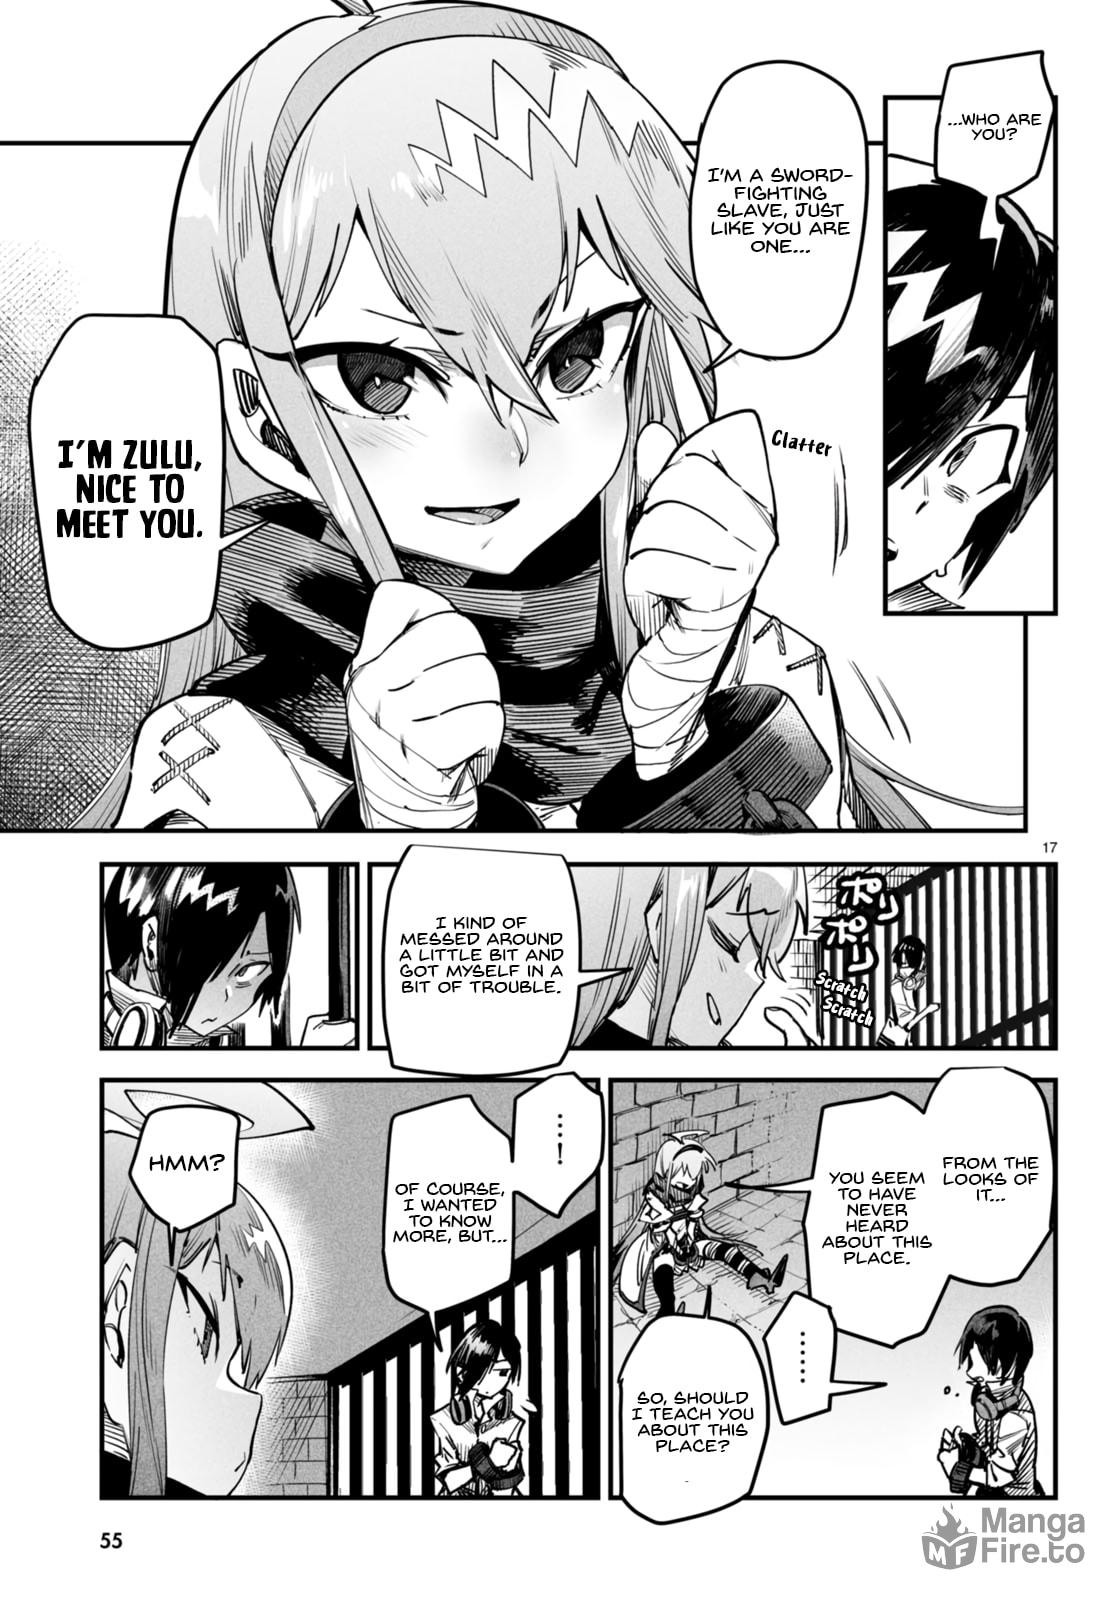 ...WHO ARE
YOU?
I'M A SWORD-
FIGHTING
SLAVE, JUST
LIKE YOU ARE
ONE...
Clatter
I'M ZULU,
NICE TO
MEET YOU.
17
ポリ
ポリ
Scratch
Scratch
I KIND OF
MESSED AROUND
A LITTLE BIT AND
GOT MYSELF IN A
BIT OF TROUBLE.
FROM THE
LOOKS OF
IT...
YOU SEEM
TO HAVE
NEVER
HEARD
ABOUT THIS
PLACE.
......
SO, SHOULD
I TEACH YOU
ABOUT THIS
PLACE?
...!
OF COURSE,
I WANTED
TO KNOW
MORE, BUT...
HMM?
55
Manga
Fire.to
MF